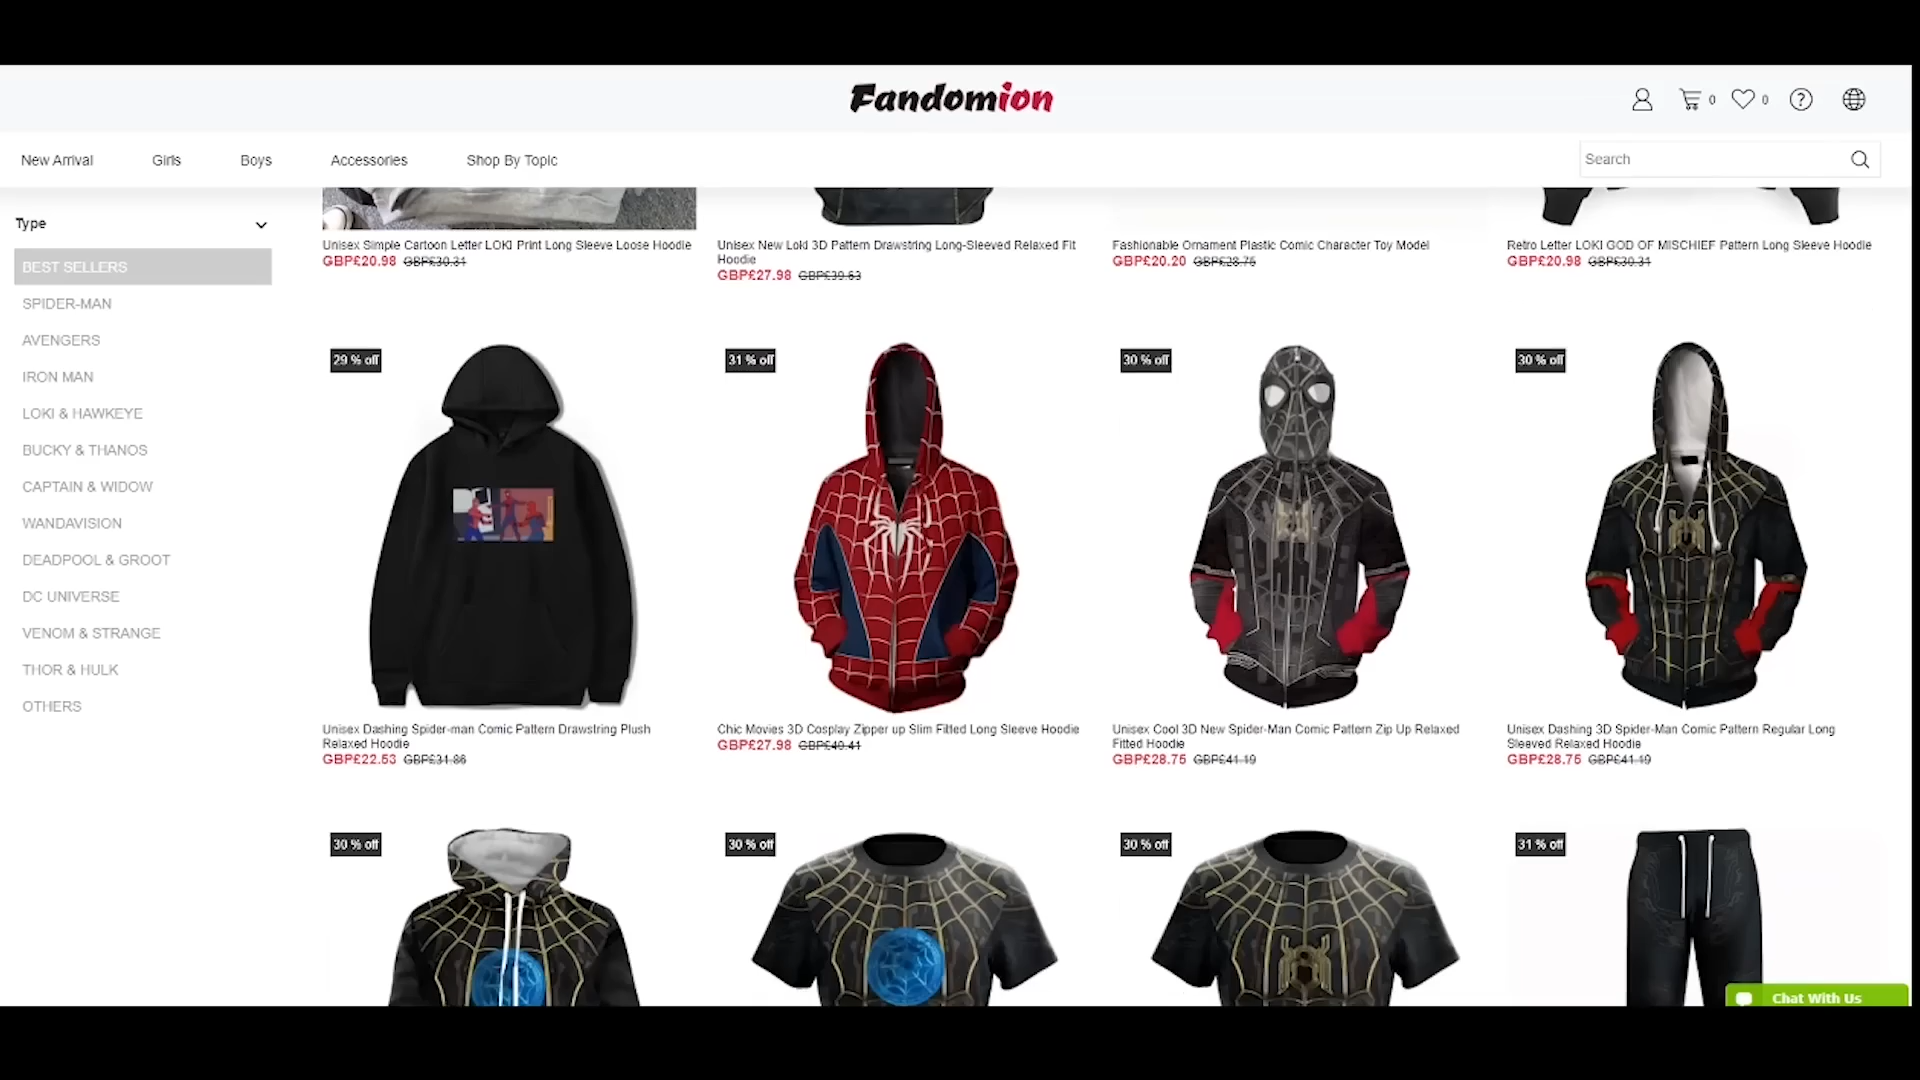 Fandomion
0
0
New Arrival
Girls
Boys
Accessories
Shop By Topic
Search
Type
BEST SELLERS
SPIDER-MAN
AVENGERS
IRON MAN
LOKI & HAWKEYE
BUCKY & THANOS
CAPTAIN & WIDOW
WANDAVISION
DEADPOOL & GROOT
DC UNIVERSE
VENOM & STRANGE
THOR & HULK
OTHERS
Unisex Simple Cartoon Letter LOKI Print Long Sleeve Loose Hoodie
GBP£20.98 GBP£30.31
Unisex New Loki 3D Pattern Drawstring Long-Sleeved Relaxed Fit
Hoodie
GBP£27.98 GBP£39.63
Fashionable Ornament Plastic Comic Character Toy Model
GBP£20.20 GBP£28.75
Retro Letter LOKI GOD OF MISCHIEF Pattern Long Sleeve Hoodie
GBP£20.98 GBP£30.31
29 % off
31 % off
30 % off
30 % off
Unisex Dashing Spider-man Comic Pattern Drawstring Plush
Relaxed Hoodie
GBP£22.53 GBP£31.86
Chic Movies 3D Cosplay Zipper up Slim Fitted Long Sleeve Hoodie
GBP£27.98 GBP£40.41
Unisex Cool 3D New Spider-Man Comic Pattern Zip Up Relaxed
Fitted Hoodie
GBP£28.75 GBP£41.19
Unisex Dashing 3D Spider-Man Comic Pattern Regular Long
Sleeved Relaxed Hoodie
GBP£28.75 GBP£41.19
30 % off
30 % off
30 % off
31 % off
Chat With Us